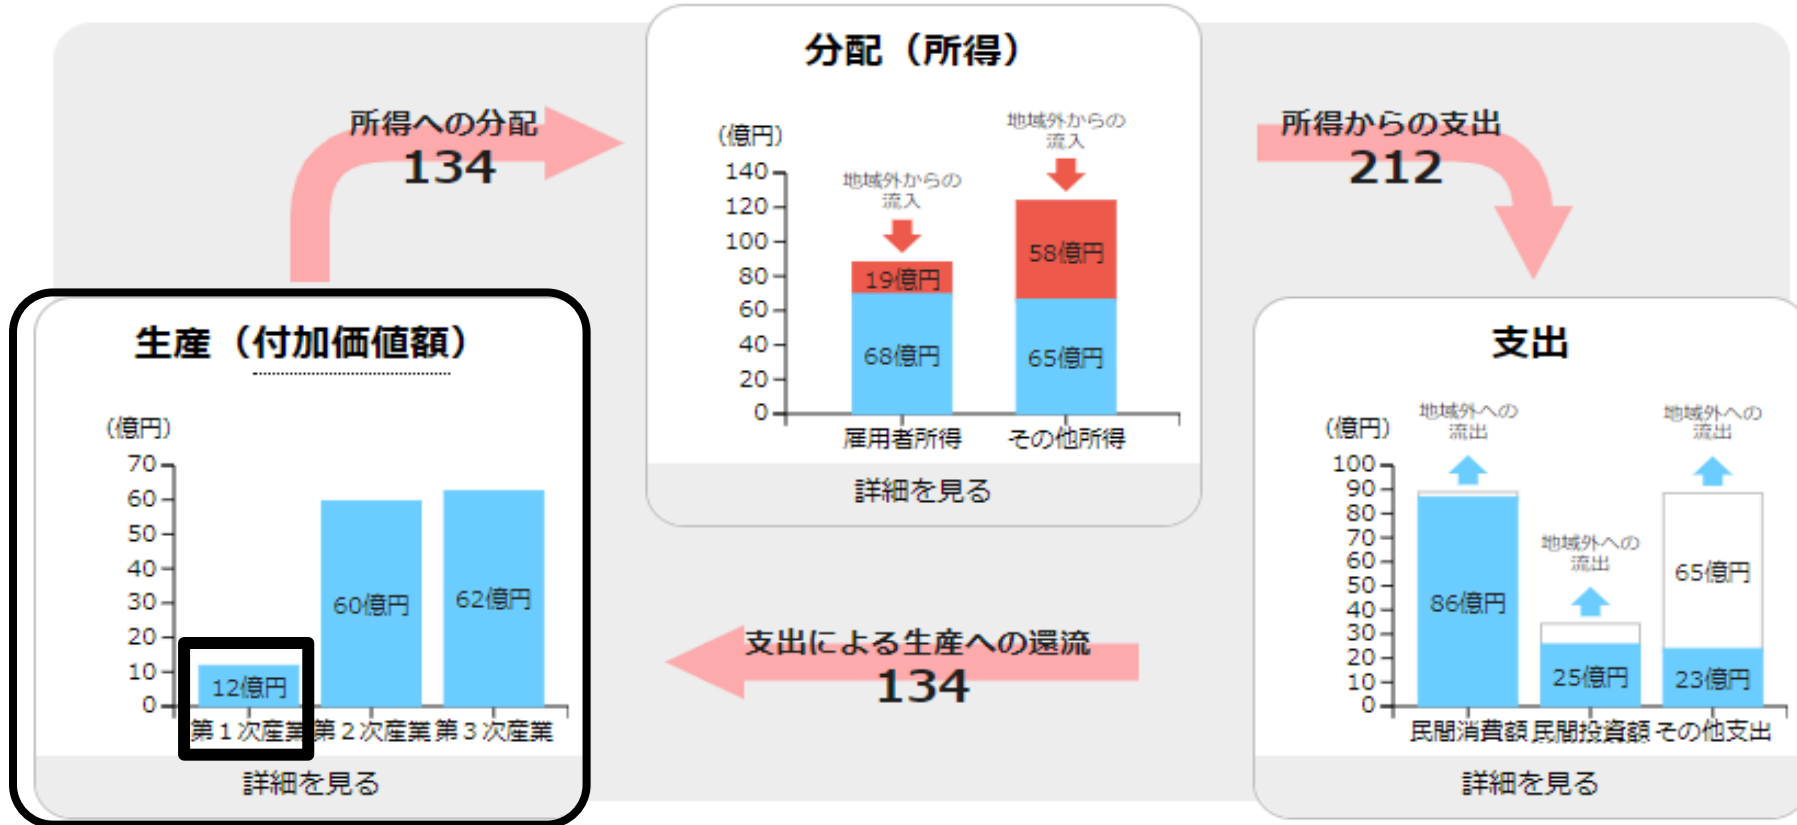 分配（所得）
所得への分配
134
（億円）
地域外からの
流入
地域外からの
流入
140
120
100
80
60
40
20
0
19億円
68億円
58億円
65億円
雇用者所得
その他所得
詳細を見る
所得からの支出
212
生産（付加価値額）
（億円）
70
60
50
40
30
20
10
0
12億円
60億円
62億円
第１次産業
第２次産業
第３次産業
詳細を見る
支出による生産への還流
134
支出
（億円）
地域外への
流出
地域外への
流出
地域外への
流出
100
90
80
70
60
50
40
30
20
10
0
86億円
25億円
65億円
23億円
民間消費額
民間投資額
その他支出
詳細を見る